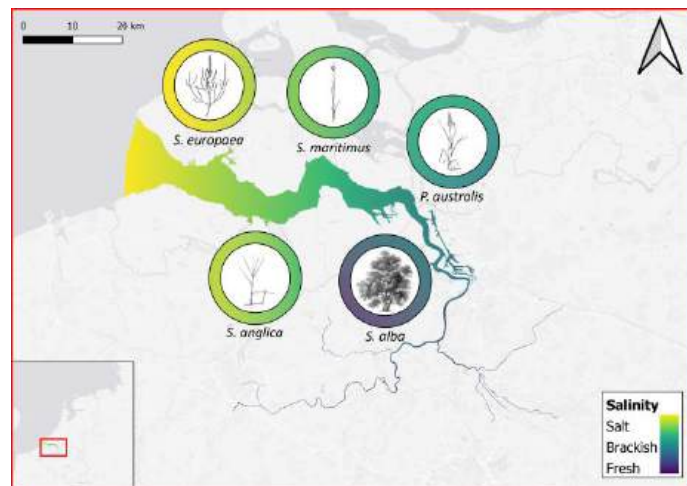 0 10 20 km
S. europaea
S. maritimus
P. australis
S. anglica
S. alba
Salinity
Salt
Brackish
Fresh